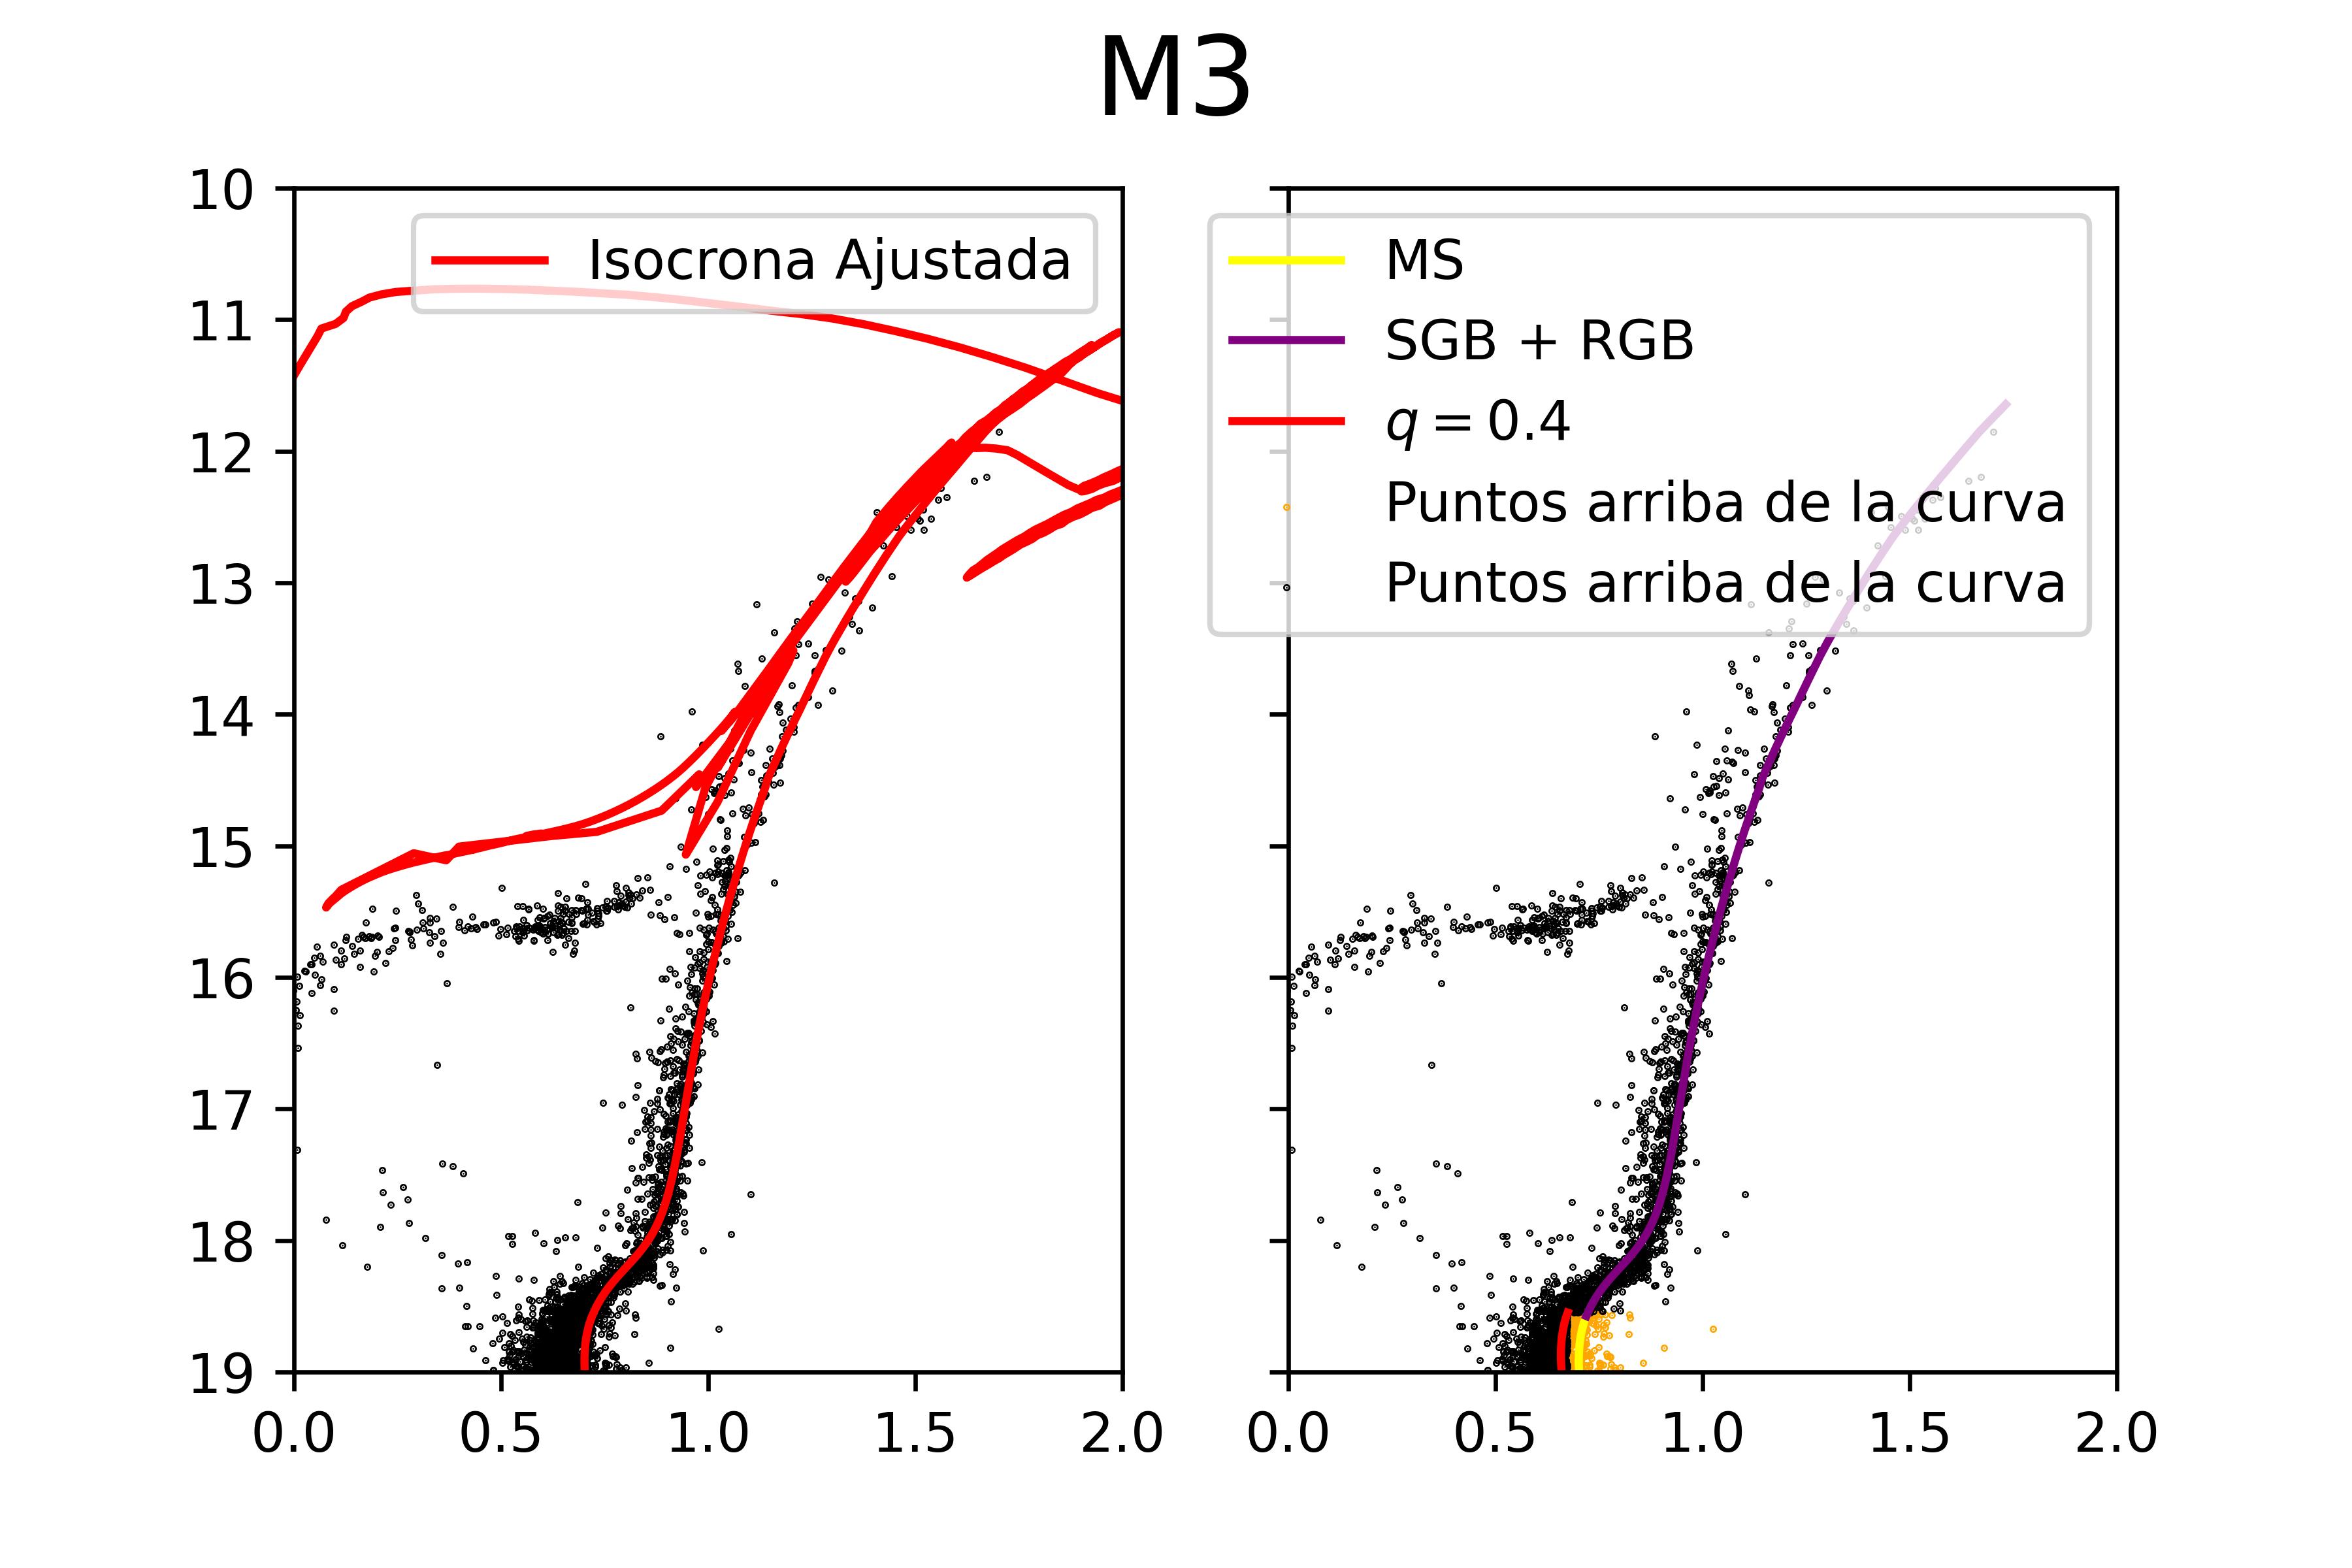 M3
10
11
12
13
14
15
16
17
18
19
0.0 0.5 1.0 1.5 2.0
Isocrona Ajustada
MS
SGB + RGB
q = 0.4
Puntos arriba de la curva
Puntos arriba de la curva
0.0 0.5 1.0 1.5 2.0